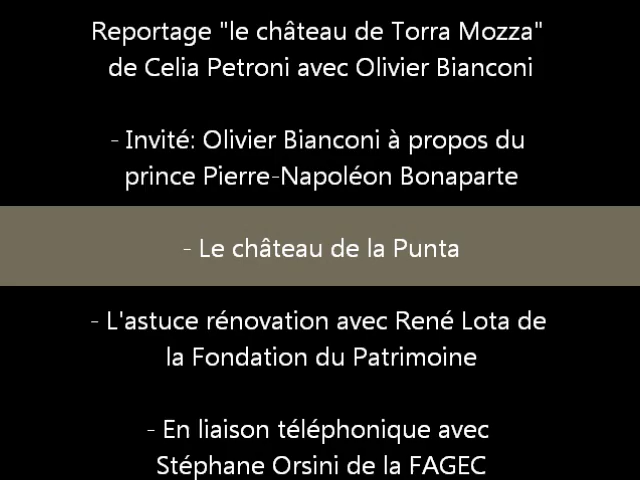 Reportage "le château de Torra Mozza"
de Celia Petroni avec Olivier Bianconi
- Invité: Olivier Bianconi à propos du
prince Pierre-Napoléon Bonaparte
- Le château de la Punta
- L'astuce rénovation avec René Lota de
la Fondation du Patrimoine
- En liaison téléphonique avec
Stéphane Orsini de la FAGEC